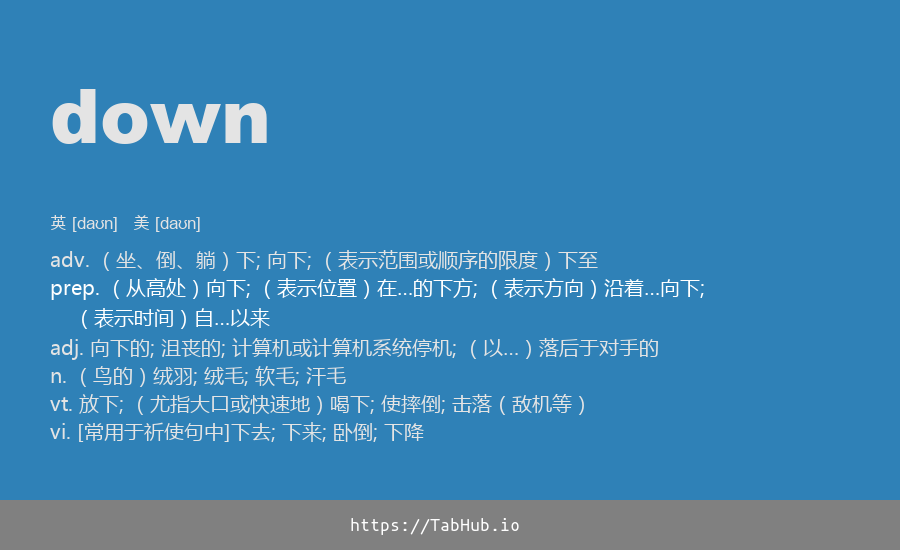 down
英 [daʊn] 美 [daʊn]
adv. （坐、倒、躺）下; 向下; （表示范围或顺序的限度）下至
prep. （从高处）向下; （表示位置）在…的下方; （表示方向）沿着…向下;
（表示时间）自…以来
adj. 向下的; 沮丧的; 计算机或计算机系统停机; （以…）落后于对手的
n. （鸟的）绒羽; 绒毛; 软毛; 汗毛
vt. 放下; （尤指大口或快速地）喝下; 使摔倒; 击落（敌机等）
vi. [常用于祈使句中]下去; 下来; 卧倒; 下降
https://TabHub.io